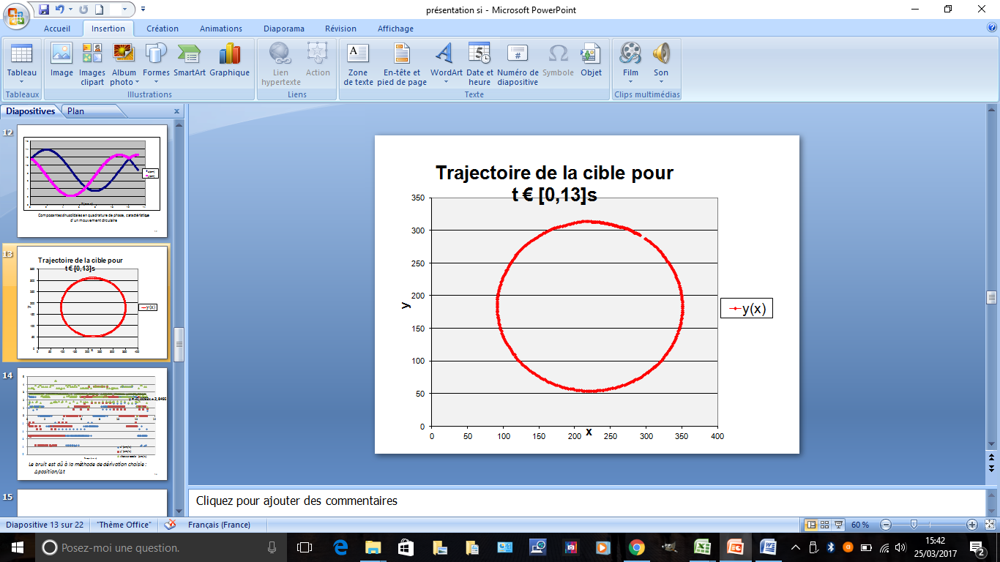 présentation si - Microsoft PowerPoint
Accueil Insertion Création Animations Diaporama Révision Affichage
Tableau
Image
Images clipart
Album photo
Formes
SmartArt
Graphique
Lien hypertexte
Action
Zone de texte
En-tête et pied de page
WordArt
Date et heure
Numéro de diapositive
Symbole
Objet
Film
Son
Tableaux Illustrations Liens Texte Clips multimédias
Diapositives Plan x
12
Composantes sinusoïdales en quadrature de phase, caractéristique
d'un mouvement circulaire
13
Trajectoire de la cible pour
t € [0,13]s
y(x)
14
Le bruit est dû à la méthode de dérivation choisie :
Δposition/Δt
15
Trajectoire de la cible pour
t € [0,13]s
350
300
250
200
150
100
50
0
y
0 50 100 150 200 250 300 350 400
x
y(x)
Cliquez pour ajouter des commentaires
Diapositive 13 sur 22 "Thème Office" Français (France) 60 %
Posez-moi une question.
15:42
25/03/2017
2